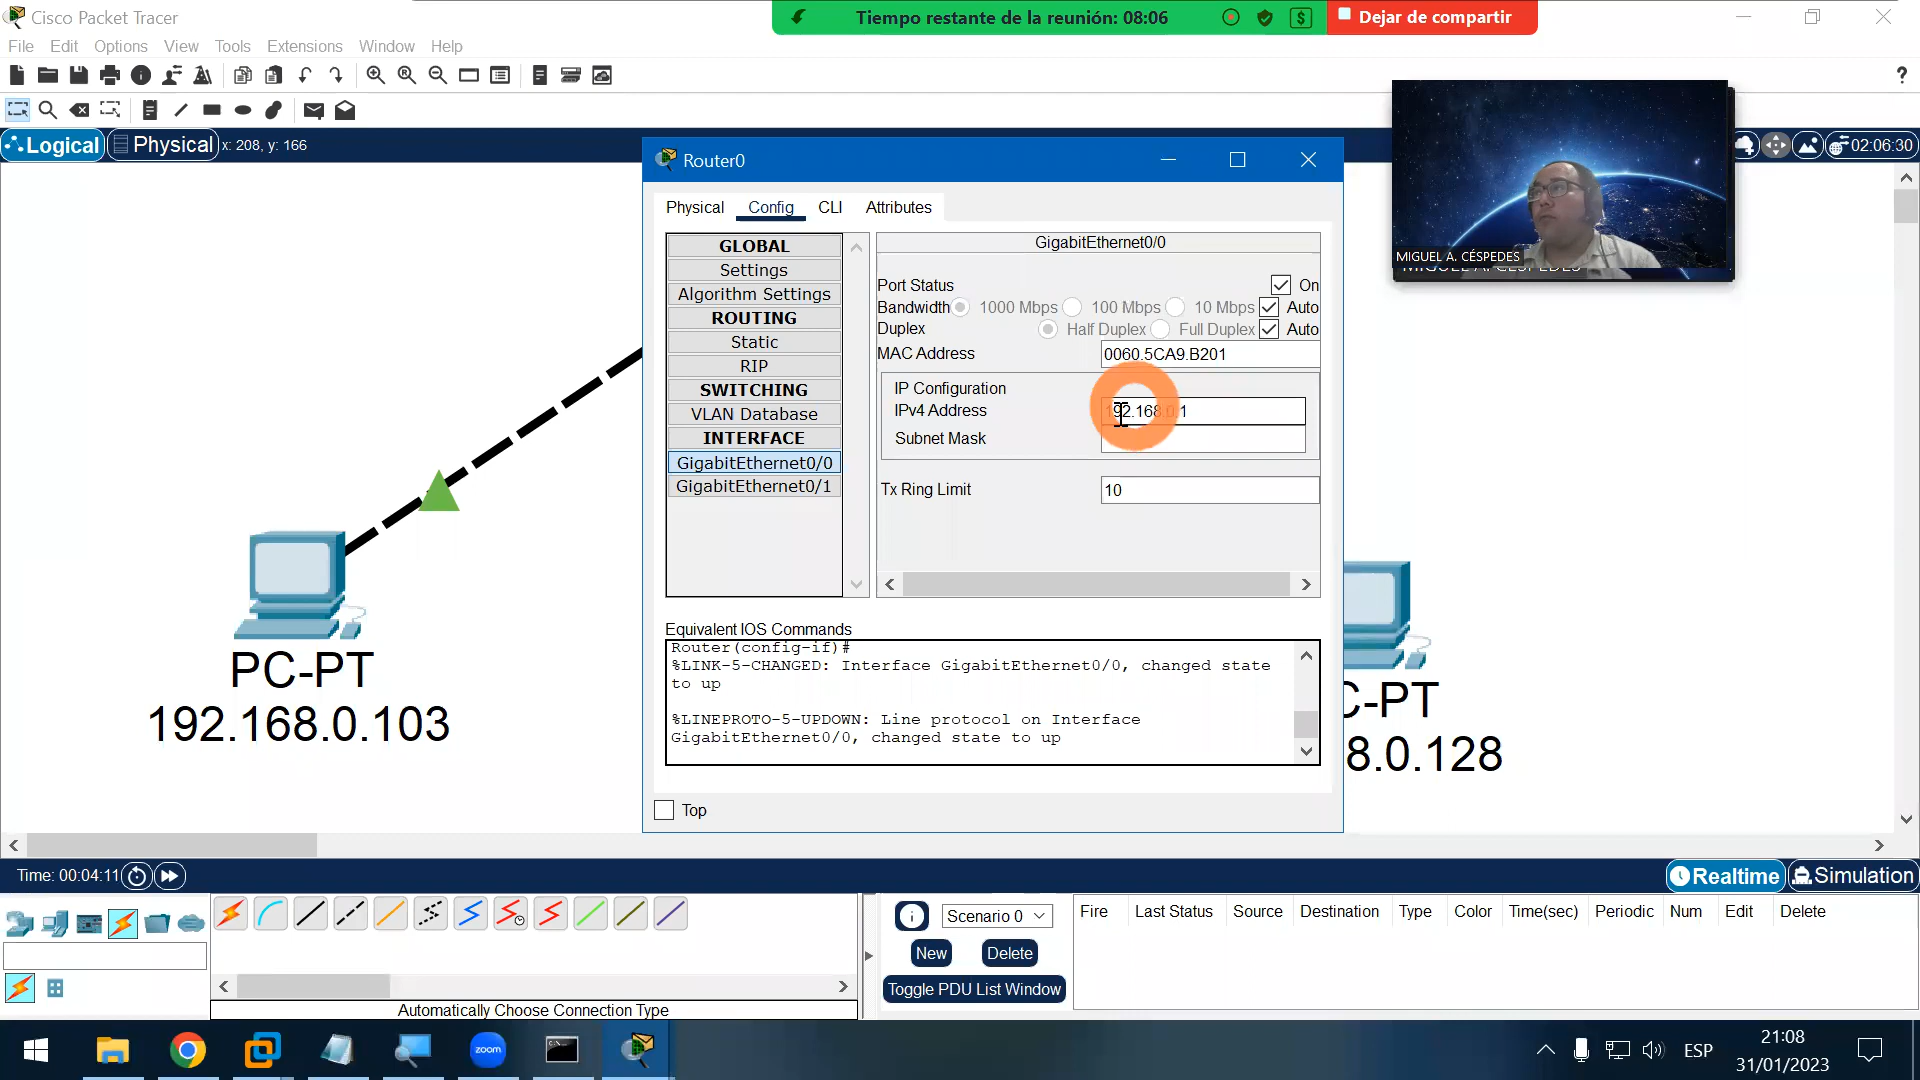 Cisco Packet Tracer
Tiempo restante de la reunión: 08:06
Dejar de compartir
File Edit Options View Tools Extensions Window Help
?
Logical
Physical
x: 208, y: 166
02:06:30
MIGUEL A. CÉSPEDES
Router0
Physical Config CLI Attributes
GLOBAL
Settings
Algorithm Settings
ROUTING
Static
RIP
SWITCHING
VLAN Database
INTERFACE
GigabitEthernet0/0
GigabitEthernet0/1
GigabitEthernet0/0
Port Status On
Bandwidth 1000 Mbps 100 Mbps 10 Mbps Auto
Duplex Half Duplex Full Duplex Auto
MAC Address 0060.5CA9.B201
IP Configuration
IPv4 Address 192.168.0.1
Subnet Mask
Tx Ring Limit 10
Equivalent IOS Commands
Router(config-if)#
%LINK-5-CHANGED: Interface GigabitEthernet0/0, changed state
to up
%LINEPROTO-5-UPDOWN: Line protocol on Interface
GigabitEthernet0/0, changed state to up
Top
PC-PT
192.168.0.103
C-PT
8.0.128
Time: 00:04:11
Realtime
Simulation
Scenario 0
New
Delete
Toggle PDU List Window
Fire Last Status Source Destination Type Color Time(sec) Periodic Num Edit Delete
Automatically Choose Connection Type
zoom
ESP
21:08
31/01/2023